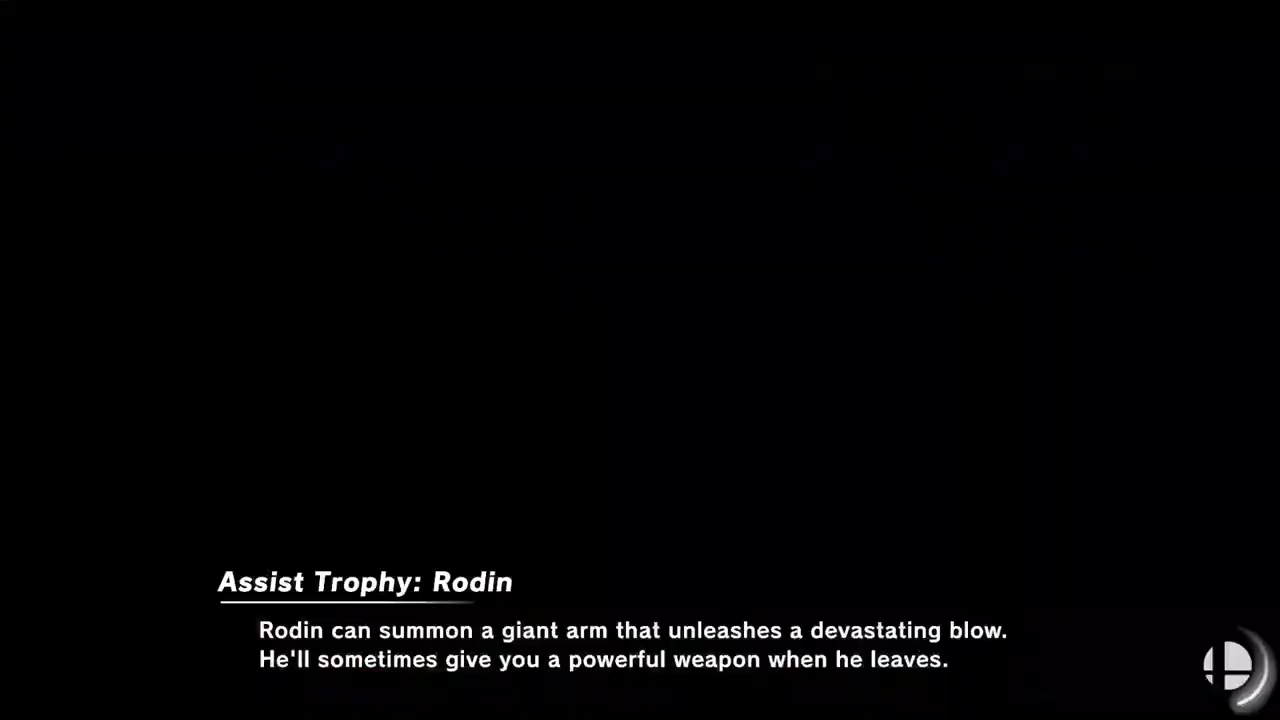 Assist Trophy: Rodin
Rodin can summon a giant arm that unleashes a devastating blow.
He'll sometimes give you a powerful weapon when he leaves.